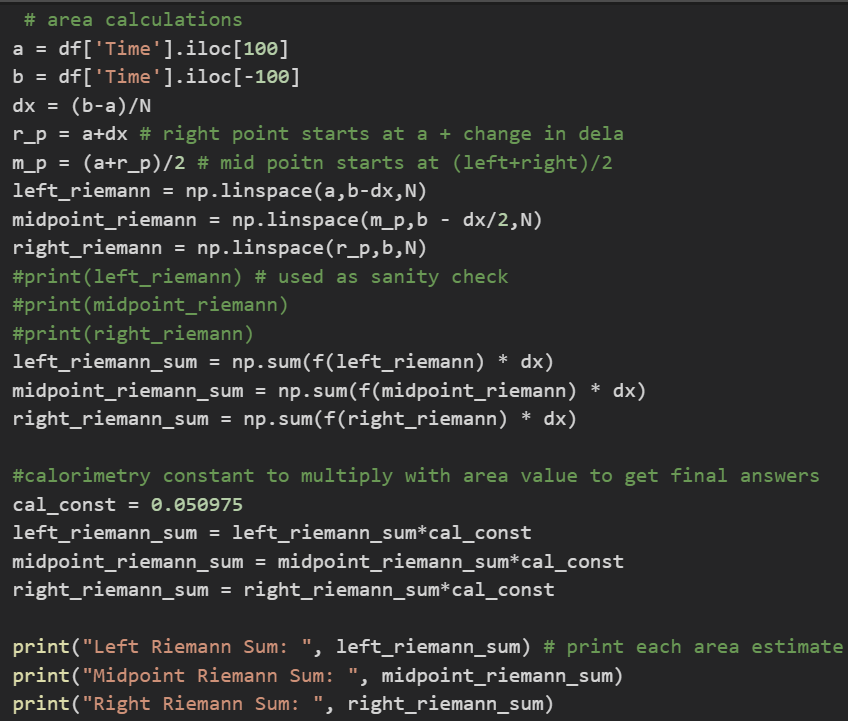 # area calculations
a = df['Time'].iloc[100]
b = df['Time'].iloc[-100]
dx = (b-a)/N
r_p = a+dx # right point starts at a + change in dela
m_p = (a+r_p)/2 # mid poitn starts at (left+right)/2
left_riemann = np.linspace(a,b-dx,N)
midpoint_riemann = np.linspace(m_p,b - dx/2,N)
right_riemann = np.linspace(r_p,b,N)
#print(left_riemann) # used as sanity check
#print(midpoint_riemann)
#print(right_riemann)
left_riemann_sum = np.sum(f(left_riemann) * dx)
midpoint_riemann_sum = np.sum(f(midpoint_riemann) * dx)
right_riemann_sum = np.sum(f(right_riemann) * dx)
#calorimetry constant to multiply with area value to get final answers
cal_const = 0.050975
left_riemann_sum = left_riemann_sum*cal_const
midpoint_riemann_sum = midpoint_riemann_sum*cal_const
right_riemann_sum = right_riemann_sum*cal_const
print("Left Riemann Sum: ", left_riemann_sum) # print each area estimate
print("Midpoint Riemann Sum: ", midpoint_riemann_sum)
print("Right Riemann Sum: ", right_riemann_sum)